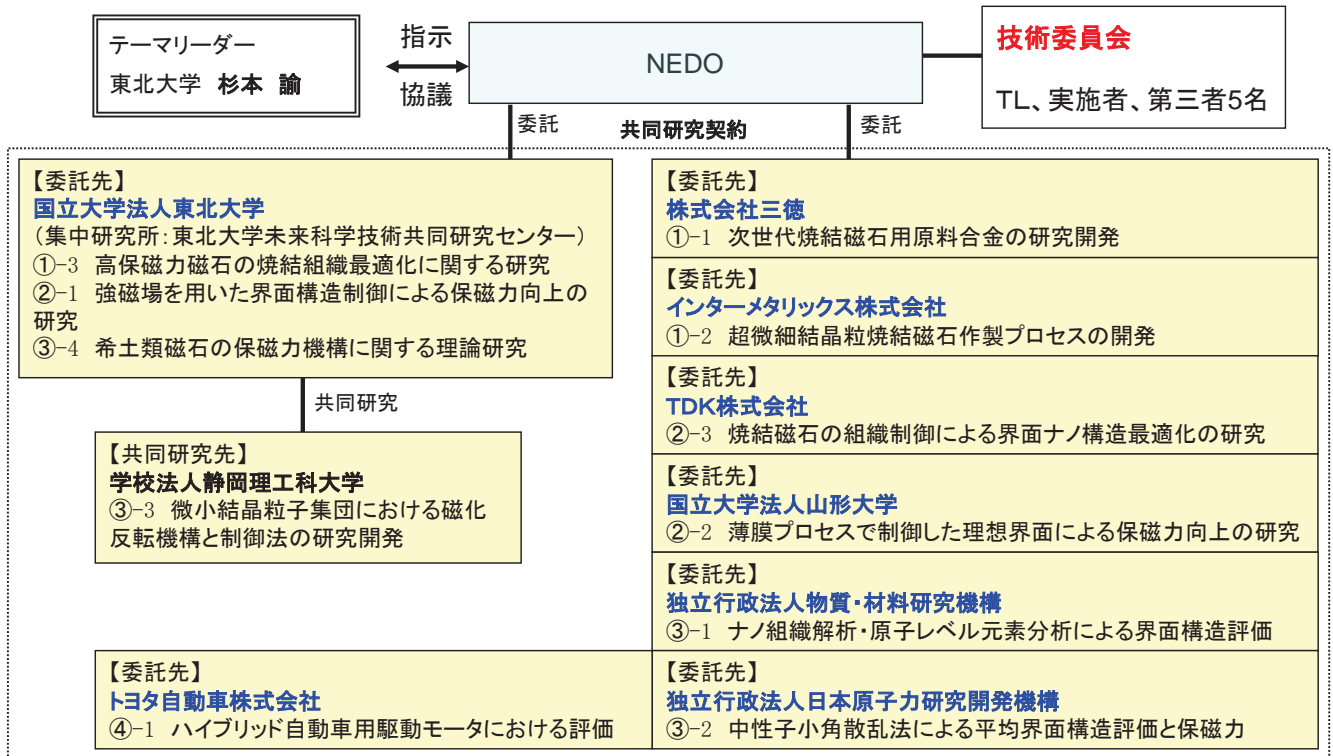 テーマリーダー
東北大学 杉本 諭
指示
協議
NEDO
技術委員会
TL、実施者、第三者5名
委託
共同研究契約
委託
【委託先】
国立大学法人東北大学
（集中研究所：東北大学未来科学技術共同研究センター）
①-3 高保磁力磁石の焼結組織最適化に関する研究
②-1 強磁場を用いた界面構造制御による保磁力向上の
研究
③-4 希土類磁石の保磁力機構に関する理論研究
共同研究
【共同研究先】
学校法人静岡理工科大学
③-3 微小結晶粒子集団における磁化
反転機構と制御法の研究開発
【委託先】
トヨタ自動車株式会社
④-1 ハイブリッド自動車用駆動モータにおける評価
【委託先】
株式会社三徳
①-1 次世代焼結磁石用原料合金の研究開発
【委託先】
インターメタリックス株式会社
①-2 超微細結晶粒焼結磁石作製プロセスの開発
【委託先】
TDK株式会社
②-3 焼結磁石の組織制御による界面ナノ構造最適化の研究
【委託先】
国立大学法人山形大学
②-2 薄膜プロセスで制御した理想界面による保磁力向上の研究
【委託先】
独立行政法人物質・材料研究機構
③-1 ナノ組織解析・原子レベル元素分析による界面構造評価
【委託先】
独立行政法人日本原子力研究開発機構
③-2 中性子小角散乱法による平均界面構造評価と保磁力